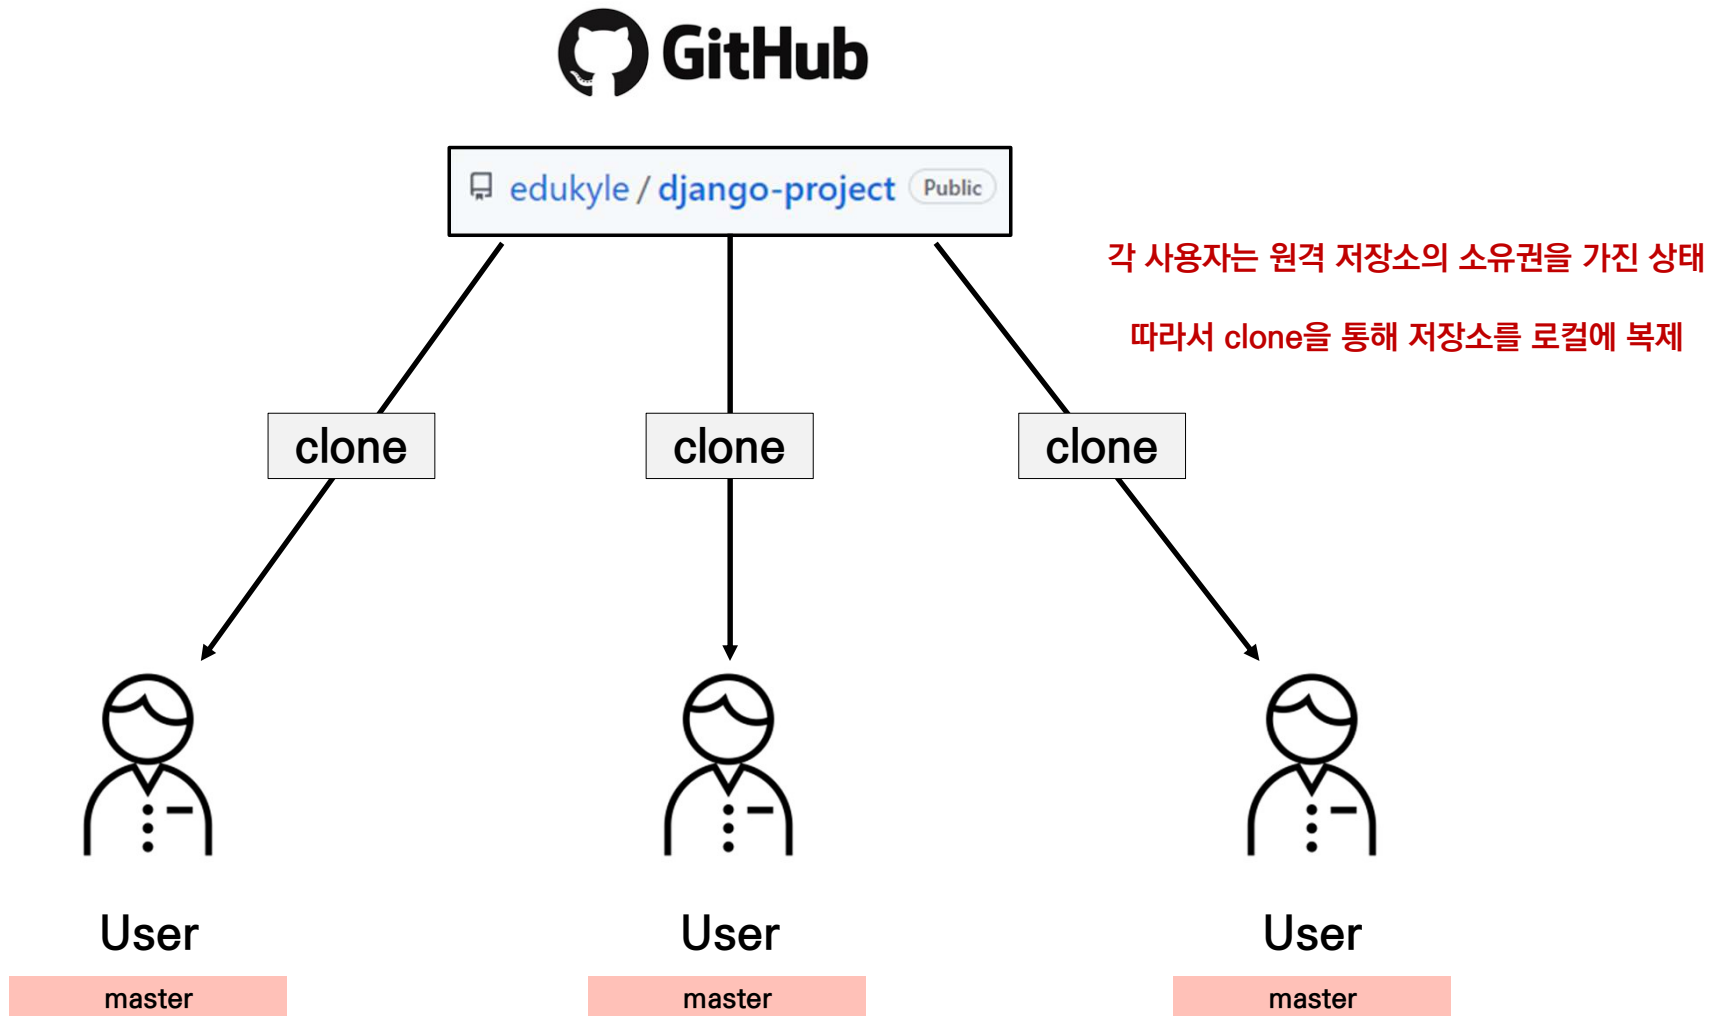 GitHub
edukyle / django-project Public
각 사용자는 원격 저장소의 소유권을 가진 상태
따라서 clone을 통해 저장소를 로컬에 복제
clone
clone
clone
User
User
User
master
master
master